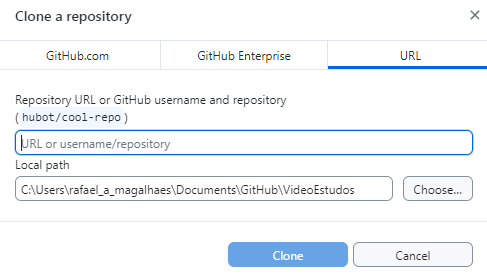 Clone a repository
GitHub.com
GitHub Enterprise
URL
Repository URL or GitHub username and repository
(hubot/cool-repo)
URL or username/repository
Local path
C:\Users\rafael_a_magalhaes\Documents\GitHub\VideoEstudos
Choose...
Clone
Cancel